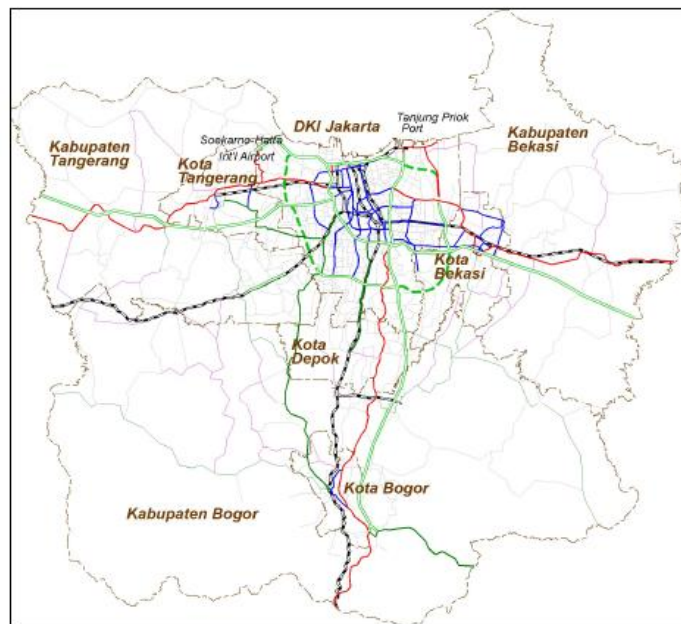 DKI Jakarta
Tanjung Priok
Port
Kabupaten
Tangerang
Soekarno-Hatta
Int'l Airport
Kota
Tangerang
Kabupaten
Bekasi
Kota
Bekasi
Kota
Depok
Kota Bogor
Kabupaten Bogor